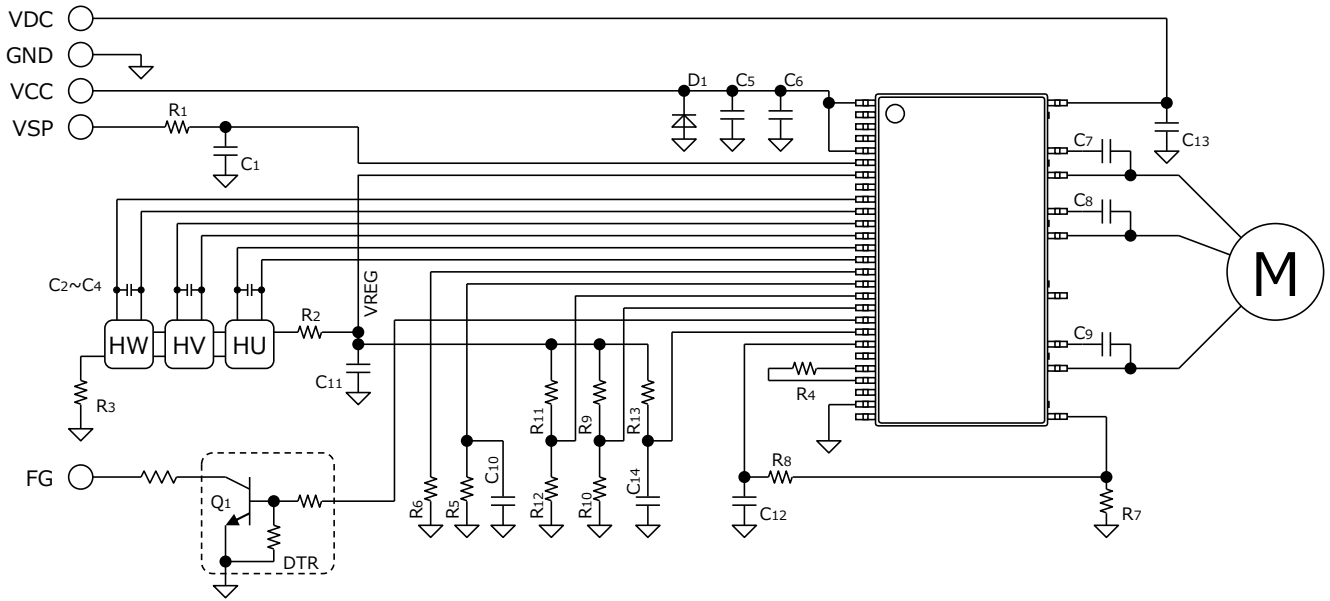 VDC
GND
VCC
VSP
R1
C1
D1
C5
C6
C13
C7
C8
C9
M
C2~C4
VREG
HW
HV
HU
R2
R3
C11
R4
R11
R9
R13
R6
R5
C10
R12
R10
C14
R8
C12
R7
FG
Q1
DTR